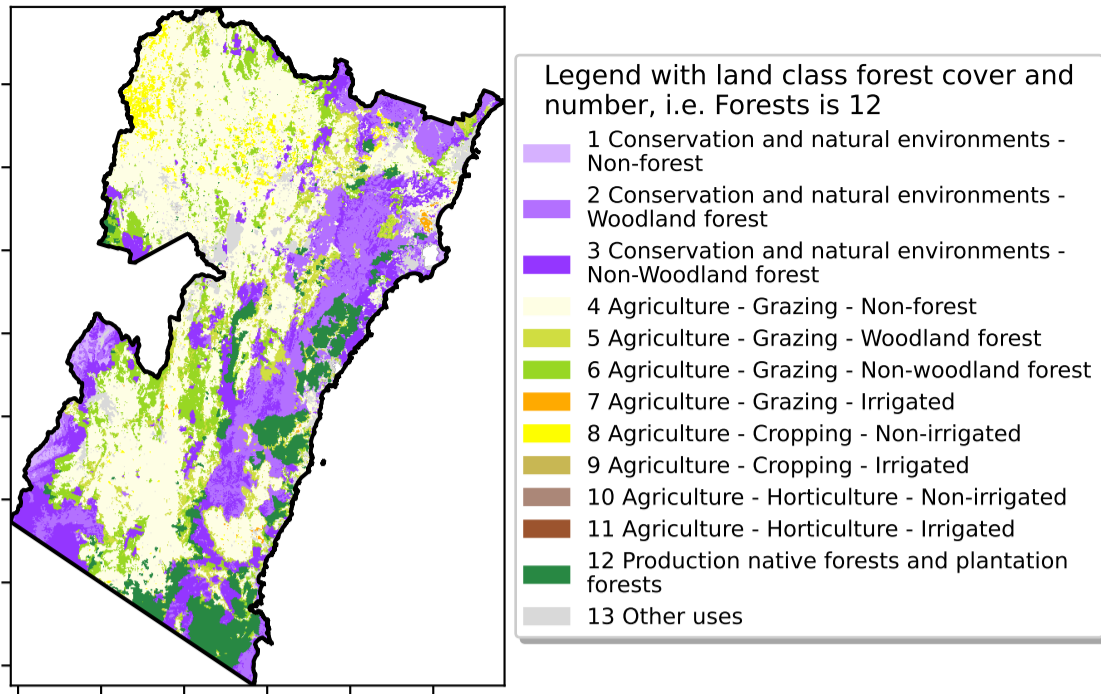 Legend with land class forest cover and
number, i.e. Forests is 12
1 Conservation and natural environments -
Non-forest
2 Conservation and natural environments -
Woodland forest
3 Conservation and natural environments -
Non-Woodland forest
4 Agriculture - Grazing - Non-forest
5 Agriculture - Grazing - Woodland forest
6 Agriculture - Grazing - Non-woodland forest
7 Agriculture - Grazing - Irrigated
8 Agriculture - Cropping - Non-irrigated
9 Agriculture - Cropping - Irrigated
10 Agriculture - Horticulture - Non-irrigated
11 Agriculture - Horticulture - Irrigated
12 Production native forests and plantation
forests
13 Other uses